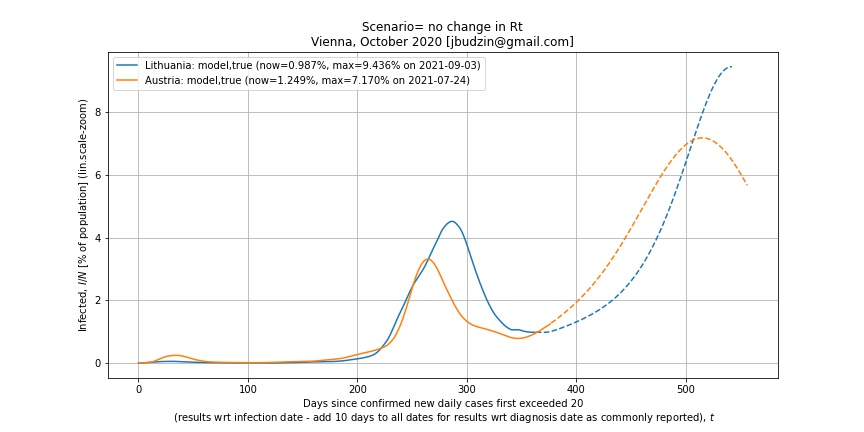 Scenario= no change in Rt
Vienna, October 2020 [jbudzin@gmail.com]
Lithuania: model,true (now=0.987%, max=9.436% on 2021-09-03)
Austria: model,true (now=1.249%, max=7.170% on 2021-07-24)
Infected, I/N [% of population] (lin.scale-zoom)
8
6
4
2
0
0 100 200 300 400 500
Days since confirmed new daily cases first exceeded 20
(results wrt infection date - add 10 days to all dates for results wrt diagnosis date as commonly reported), t